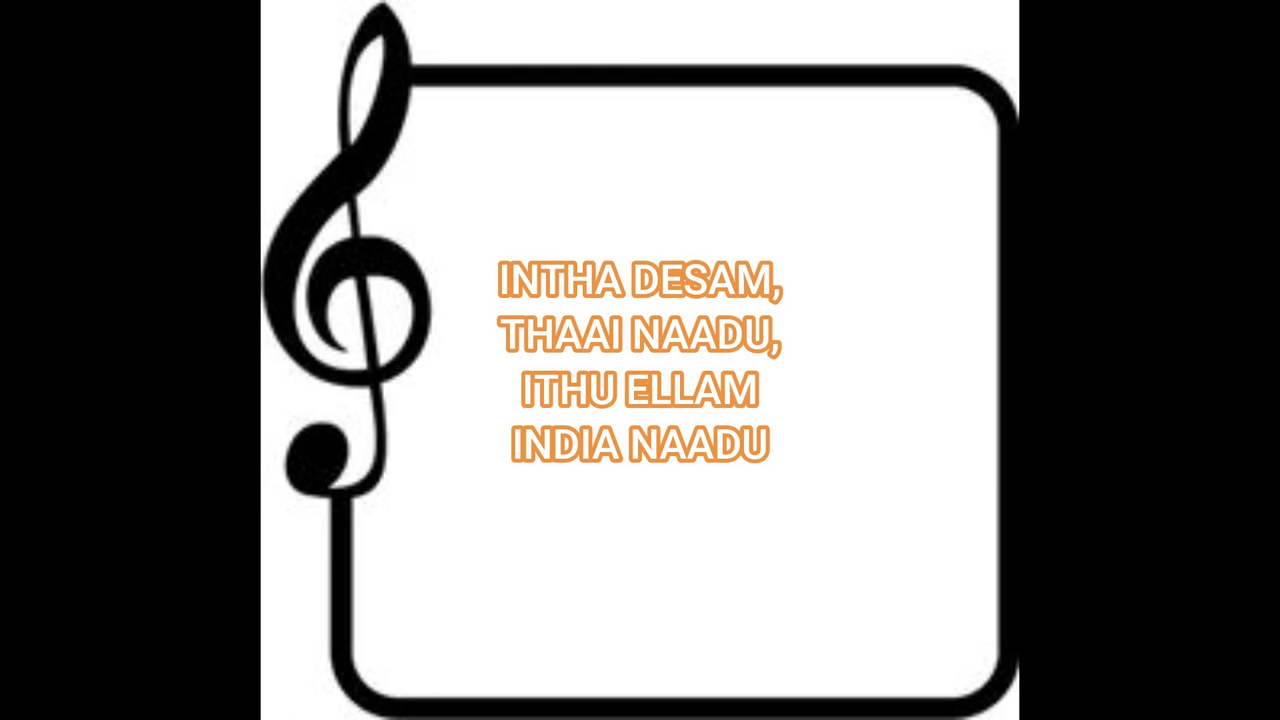 INTHA DESAM,
THAAI NAADU,
ITHU ELLAM
INDIA NAADU